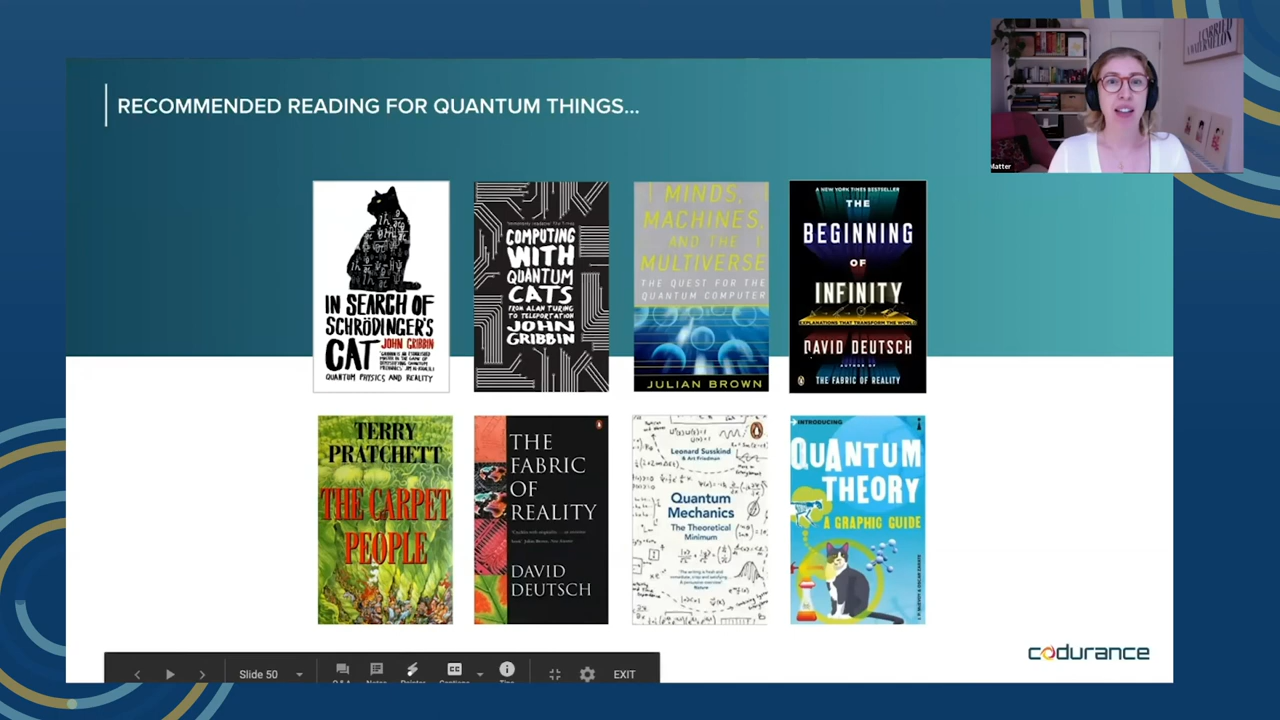 RECOMMENDED READING FOR QUANTUM THINGS...
IN SEARCH OF
SCHRÖDINGER'S
CAT
JOHN GRIBBIN
QUANTUM PHYSICS AND REALITY
COMPUTING
WITH
QUANTUM
CATS
FROM ALAN TURING
TO TELEPORTATION
JOHN
GRIBBIN
MINDS,
MACHINES,
AND THE
MULTIVERSE
THE QUEST FOR THE
QUANTUM COMPUTER
JULIAN BROWN
A NEW YORK TIMES BESTSELLER
THE
BEGINNING
OF
INFINITY
EXPLANATIONS THAT TRANSFORM THE WORLD
DAVID DEUTSCH
AUTHOR OF
THE FABRIC OF REALITY
TERRY
PRATCHETT
THE CARPET
PEOPLE
THE
FABRIC
OF
REALITY
DAVID
DEUTSCH
Leonard Susskind
& Art Friedman
Quantum
Mechanics
The Theoretical
Minimum
INTRODUCING
QUANTUM
THEORY
A GRAPHIC GUIDE
codurance
Slide 50
EXIT